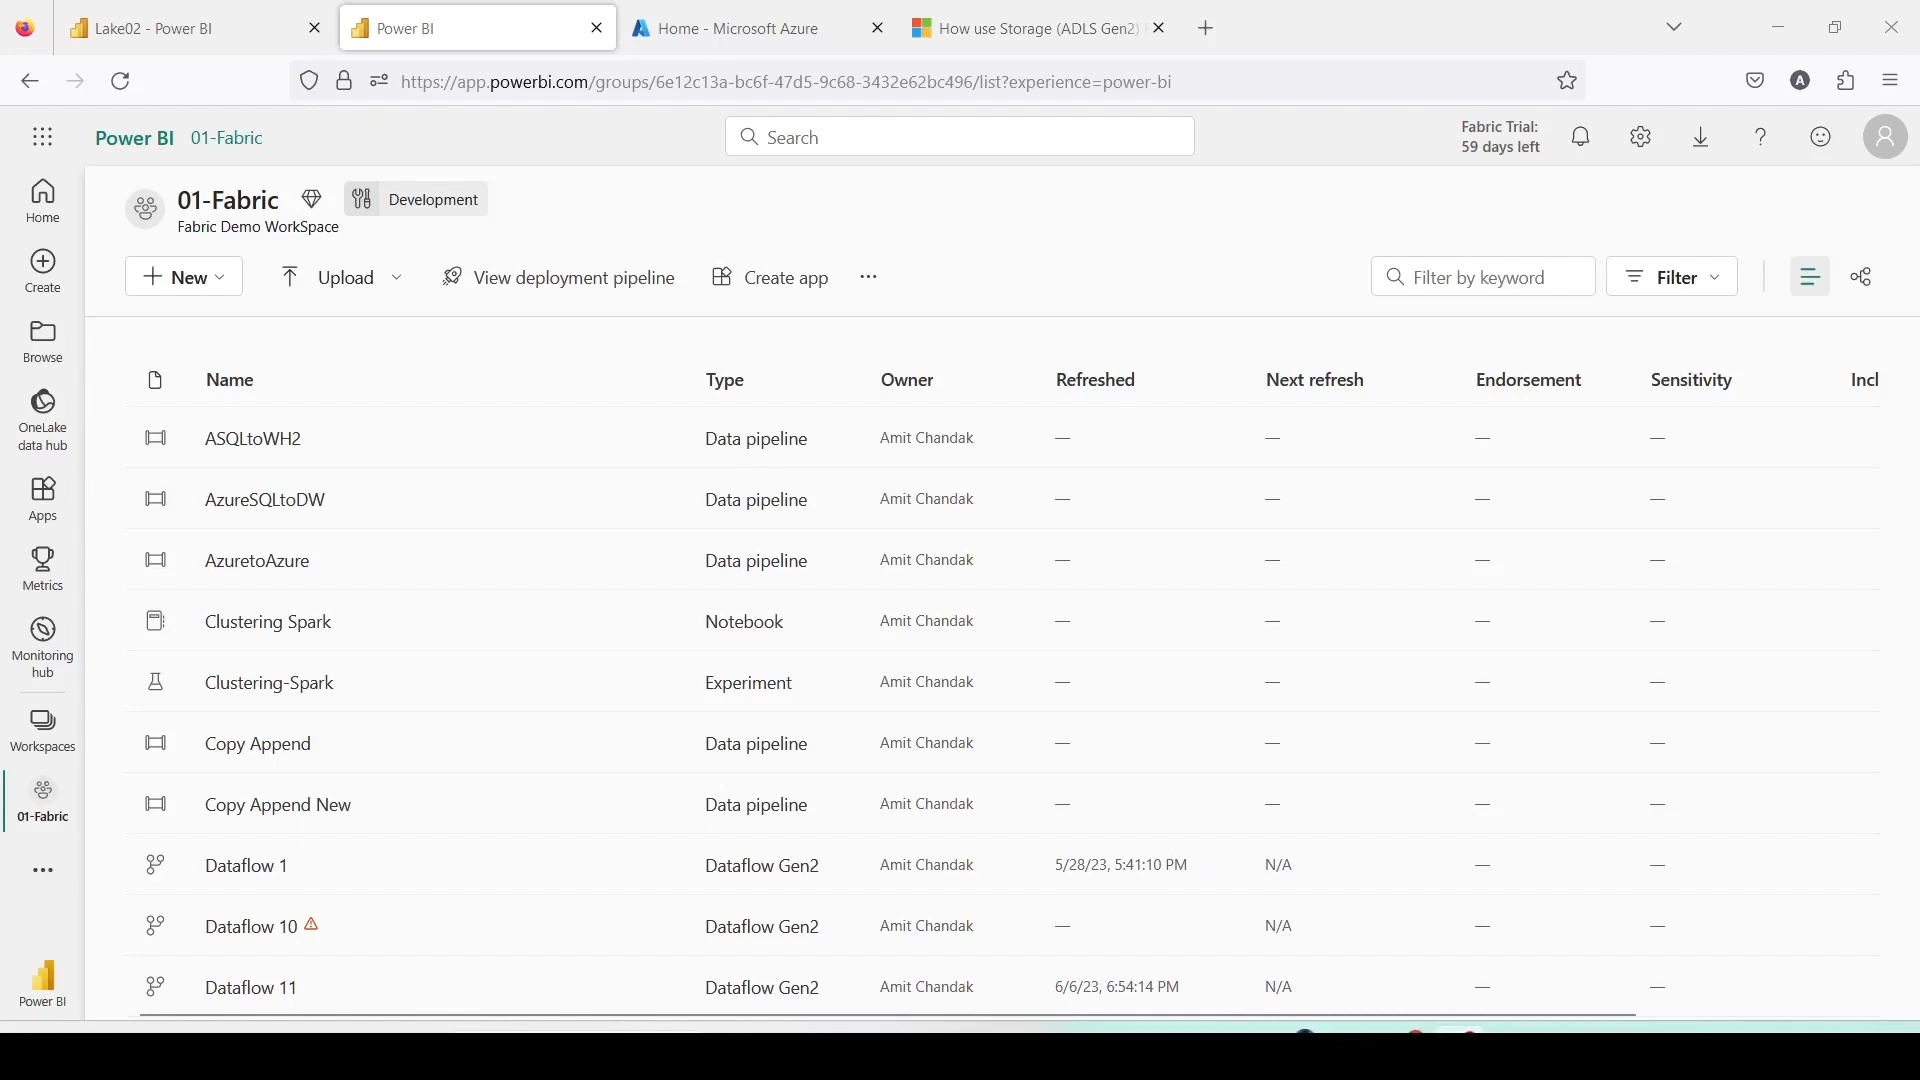 Lake02 - Power BI
Power BI
Home - Microsoft Azure
How use Storage (ADLS Gen2)
https://app.powerbi.com/groups/6e12c13a-bc6f-47d5-9c68-3432e62bc496/list?experience=power-bi
A
Power BI 01-Fabric
Search
Fabric Trial:
59 days left
Home
Create
Browse
OneLake
data hub
Apps
Metrics
Monitoring
hub
Workspaces
01-Fabric
Power BI
01-Fabric
Development
Fabric Demo WorkSpace
New
Upload
View deployment pipeline
Create app
Filter by keyword
Filter
Name Type Owner Refreshed Next refresh Endorsement Sensitivity Incl
ASQLtoWH2 Data pipeline Amit Chandak — — — —
AzureSQLtoDW Data pipeline Amit Chandak — — — —
AzuretoAzure Data pipeline Amit Chandak — — — —
Clustering Spark Notebook Amit Chandak — — — —
Clustering-Spark Experiment Amit Chandak — — — —
Copy Append Data pipeline Amit Chandak — — — —
Copy Append New Data pipeline Amit Chandak — — — —
Dataflow 1 Dataflow Gen2 Amit Chandak 5/28/23, 5:41:10 PM N/A — —
Dataflow 10 Dataflow Gen2 Amit Chandak — N/A — —
Dataflow 11 Dataflow Gen2 Amit Chandak 6/6/23, 6:54:14 PM N/A — —